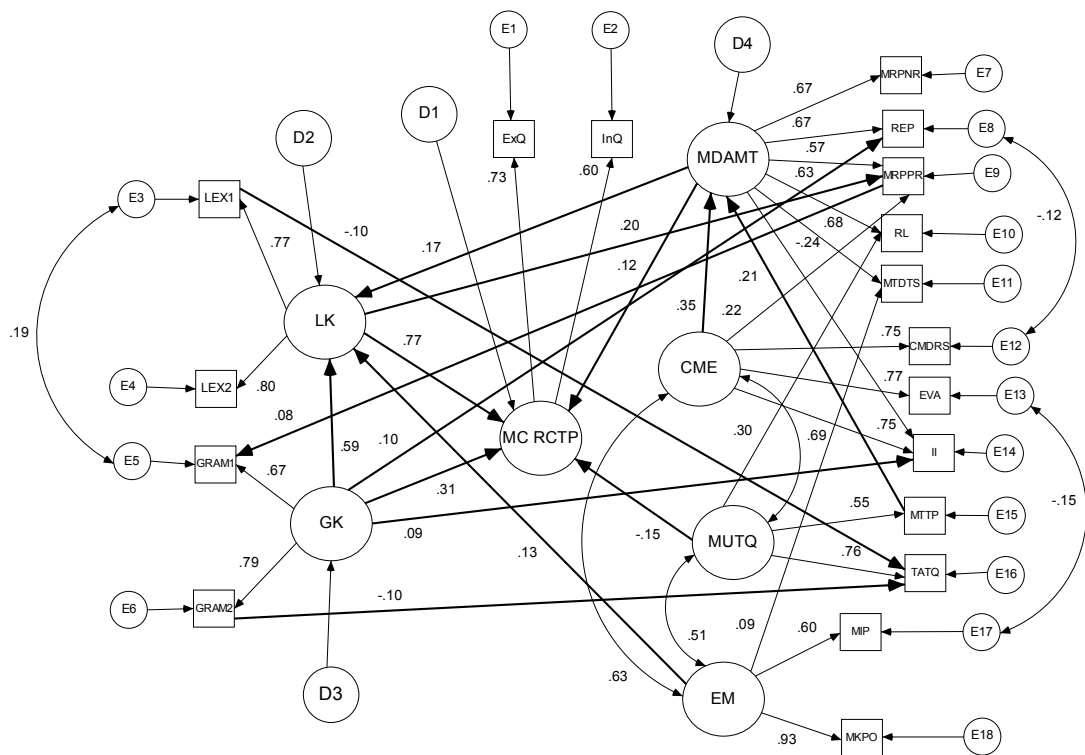 E1
E2
D4
MRPNR
E7
.67
D1
D2
.67
REP
E8
ExQ
InQ
.57
MDAMT
MRPPR
E9
.73
.60
.63
E3
LEX1
-.10
.20
.68
-.12
RL
E10
.77
.17
-.24
.12
.21
MTDTS
E11
LK
.35
.22
.19
.77
.75
CMDRS
E12
CME
.77
E4
LEX2
.80
EVA
E13
.08
.30
.69
.75
MC RCTP
.59
.10
E5
GRAM1
.67
II
E14
.31
.55
-.15
GK
.09
MTTP
E15
-.15
MUTQ
.13
.76
.79
TATQ
E16
-.10
E6
GRAM2
.09
.60
MIP
E17
.51
.63
D3
EM
.93
MKPO
E18